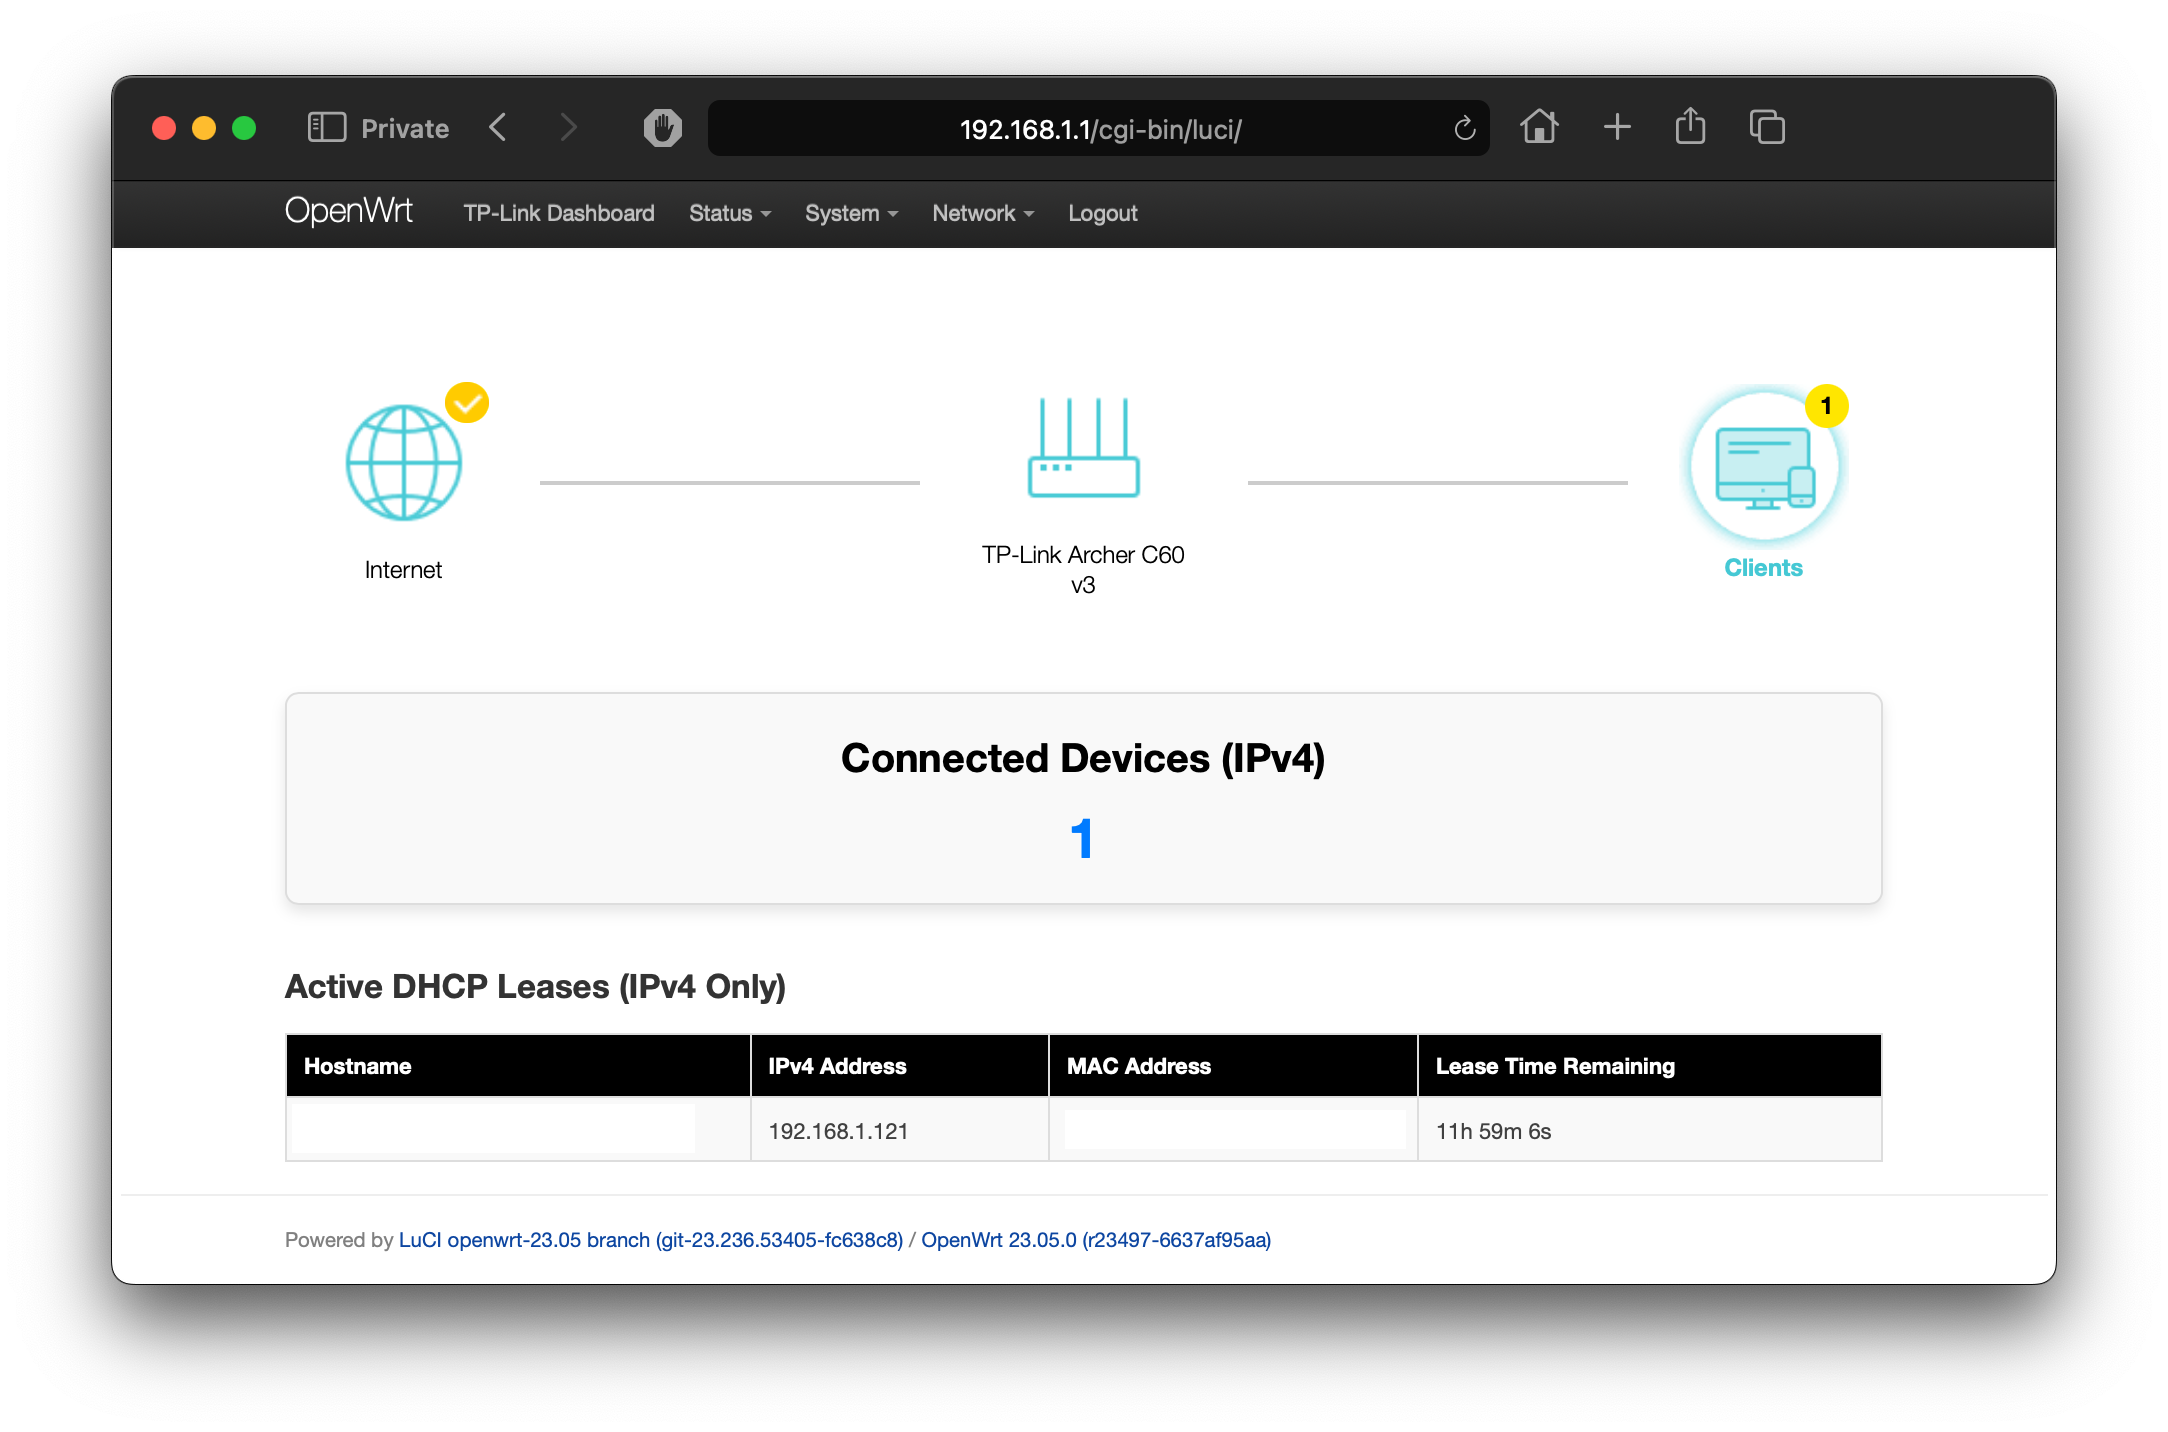 Private
192.168.1.1/cgi-bin/luci/
OpenWrt TP-Link Dashboard Status System Network Logout
1
Internet
TP-Link Archer C60
v3
Clients
Connected Devices (IPv4)
1
Active DHCP Leases (IPv4 Only)
Hostname IPv4 Address MAC Address Lease Time Remaining
192.168.1.121 11h 59m 6s
Powered by LuCI openwrt-23.05 branch (git-23.236.53405-fc638c8) / OpenWrt 23.05.0 (r23497-6637af95aa)